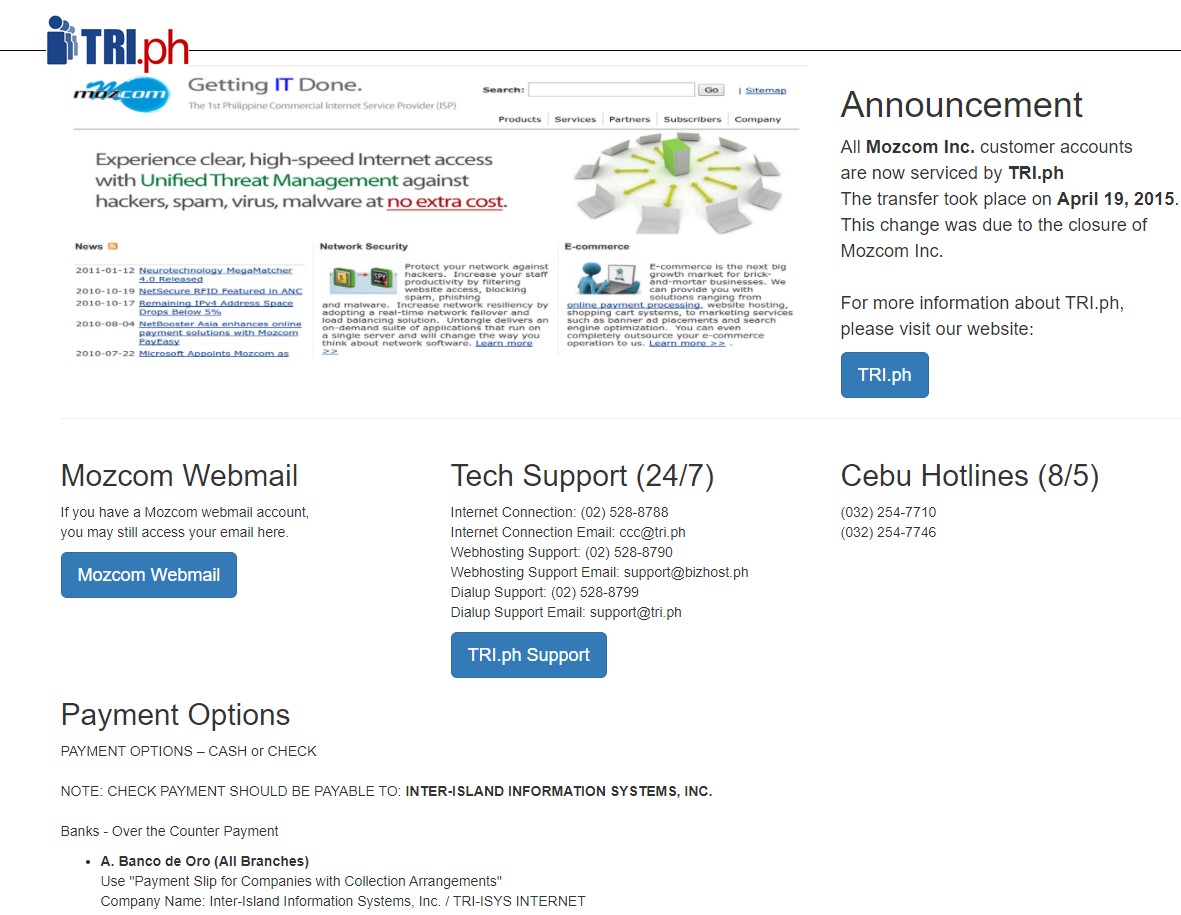 TRI.ph
mozcom
Getting IT Done.
The 1st Philippine Commercial Internet Service Provider (ISP)
Search: Go | Sitemap
Products Services Partners Subscribers Company
Experience clear, high-speed Internet access
with Unified Threat Management against
hackers, spam, virus, malware at no extra cost.
News
2011-01-12 Neurotechnology MegaMatcher
4.0 Released
2010-10-19 NetSecure RFID Featured in ANC
2010-10-17 Remaining IPv4 Address Space
Drops Below 5%
2010-08-04 NetBooster Asia enhances online
payment solutions with Mozcom
PayEasy
2010-07-22 Microsoft Appoints Mozcom as
Network Security
SPY
Protect your network against
hackers. Increase your staff
productivity by filtering
website access, blocking
spam, phishing
and malware. Increase network resiliency by
adopting a real-time network failover and
load balancing solution. Untangle delivers an
on-demand suite of applications that run on
a single server and will change the way you
think about network software. Learn more
>>
E-commerce
E-commerce is the next big
growth market for brick-
and-mortar businesses. We
can provide you with
solutions ranging from
online payment processing, website hosting,
shopping cart systems, to marketing services
such as banner ad placements and search
engine optimization. You can even
completely outsource your e-commerce
operation to us. Learn more >> .
Announcement
All Mozcom Inc. customer accounts
are now serviced by TRI.ph
The transfer took place on April 19, 2015.
This change was due to the closure of
Mozcom Inc.
For more information about TRI.ph,
please visit our website:
TRI.ph
Mozcom Webmail
If you have a Mozcom webmail account,
you may still access your email here.
Mozcom Webmail
Tech Support (24/7)
Internet Connection: (02) 528-8788
Internet Connection Email: ccc@tri.ph
Webhosting Support: (02) 528-8790
Webhosting Support Email: support@bizhost.ph
Dialup Support: (02) 528-8799
Dialup Support Email: support@tri.ph
TRI.ph Support
Cebu Hotlines (8/5)
(032) 254-7710
(032) 254-7746
Payment Options
PAYMENT OPTIONS – CASH or CHECK
NOTE: CHECK PAYMENT SHOULD BE PAYABLE TO: INTER-ISLAND INFORMATION SYSTEMS, INC.
Banks - Over the Counter Payment
• A. Banco de Oro (All Branches)
Use "Payment Slip for Companies with Collection Arrangements"
Company Name: Inter-Island Information Systems, Inc. / TRI-ISYS INTERNET